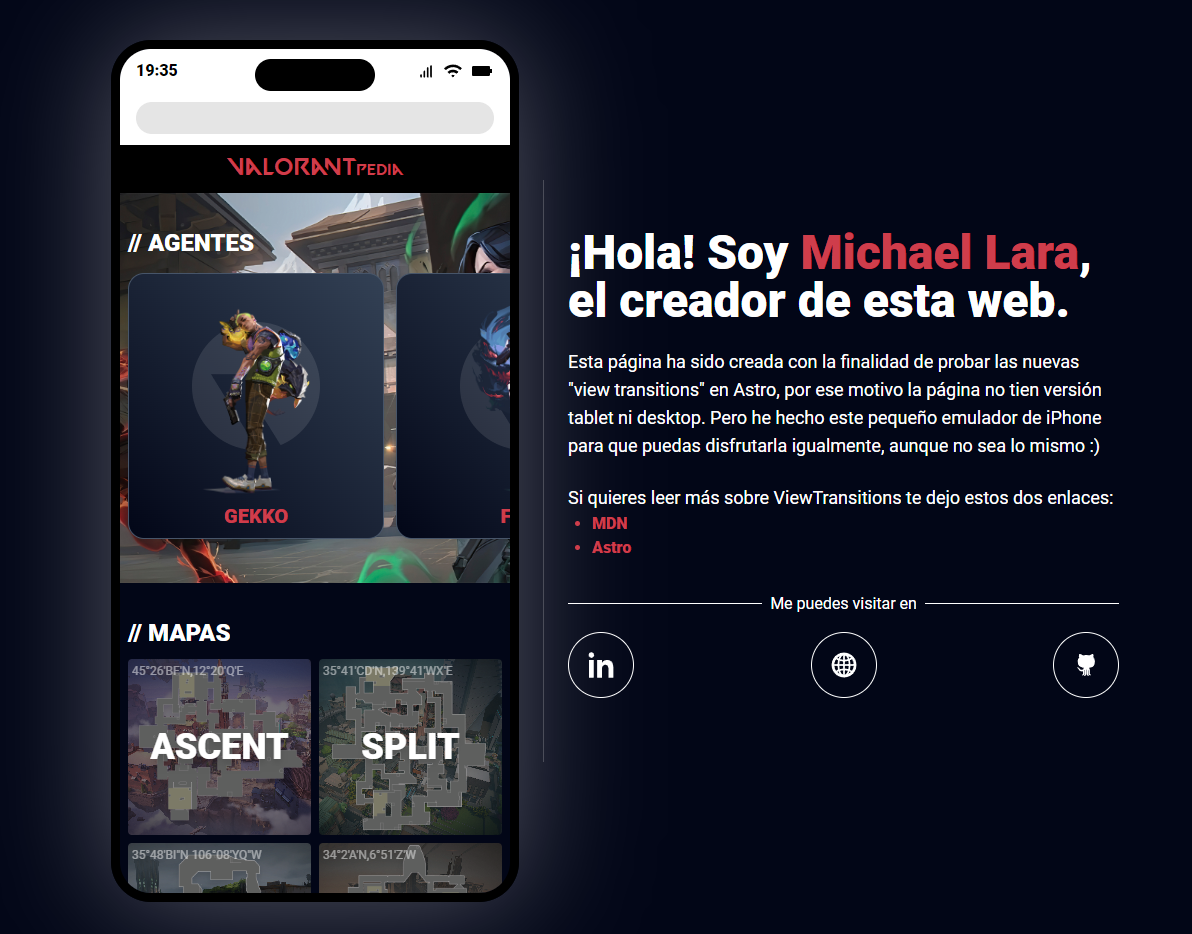 19:35
VALORANTPEDIA
// AGENTES
GEKKO
F
// MAPAS
45°26'BF'N,12°20'Q'E
35°41'CD'N,139°41'WX'E
ASCENT
SPLIT
35°48'BI''N 106°08'YQ''W
34°2'A'N,6°51'Z'W
¡Hola! Soy Michael Lara,
el creador de esta web.
Esta página ha sido creada con la finalidad de probar las nuevas
"view transitions" en Astro, por ese motivo la página no tien versión
tablet ni desktop. Pero he hecho este pequeño emulador de iPhone
para que puedas disfrutarla igualmente, aunque no sea lo mismo :)
Si quieres leer más sobre ViewTransitions te dejo estos dos enlaces:
• MDN
• Astro
Me puedes visitar en
in